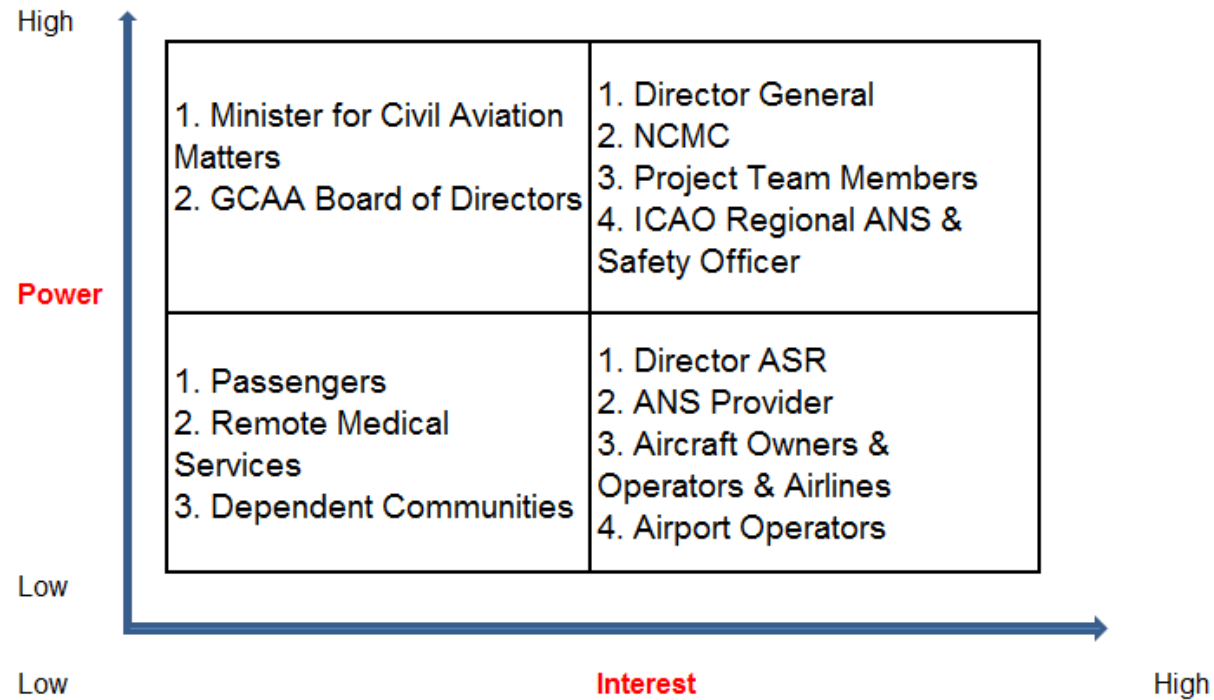 High
1. Minister for Civil Aviation
Matters
2. GCAA Board of Directors
1. Director General
2. NCMC
3. Project Team Members
4. ICAO Regional ANS &
Safety Officer
Power
1. Passengers
2. Remote Medical
Services
3. Dependent Communities
1. Director ASR
2. ANS Provider
3. Aircraft Owners &
Operators & Airlines
4. Airport Operators
Low
Low
Interest
High